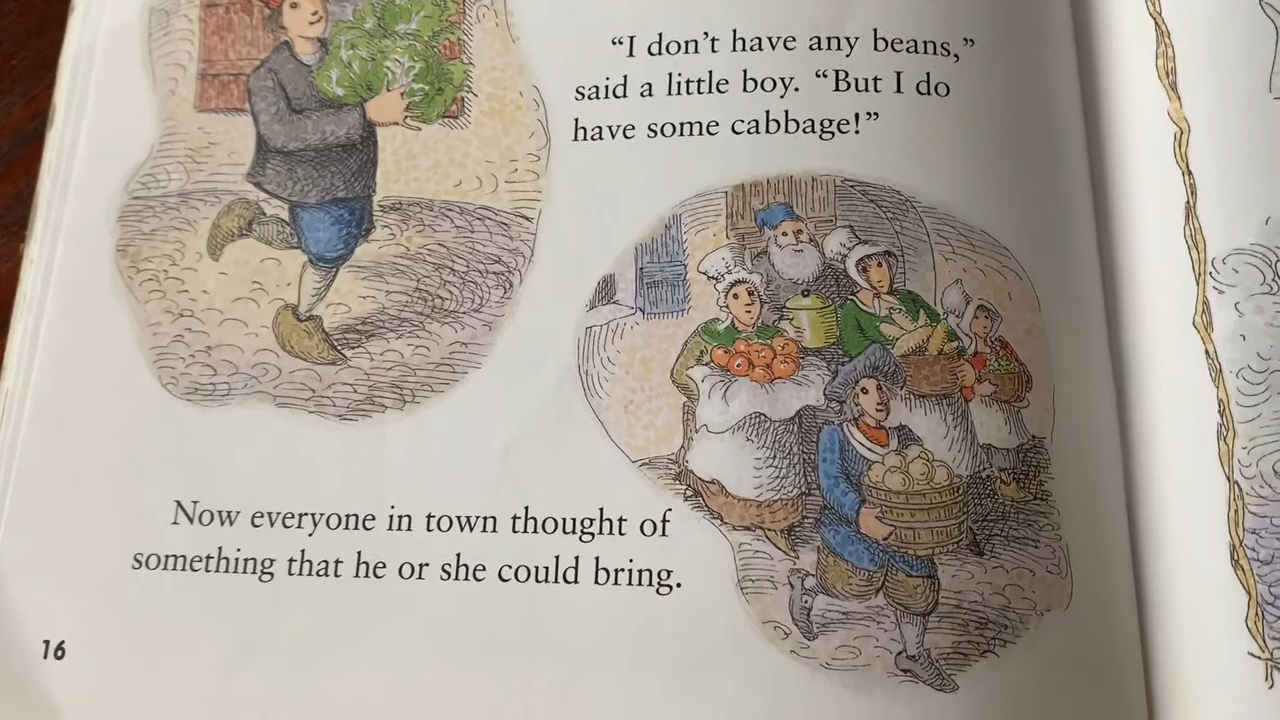 “I don’t have any beans,”
said a little boy. “But I do
have some cabbage!”
Now everyone in town thought of
something that he or she could bring.
16